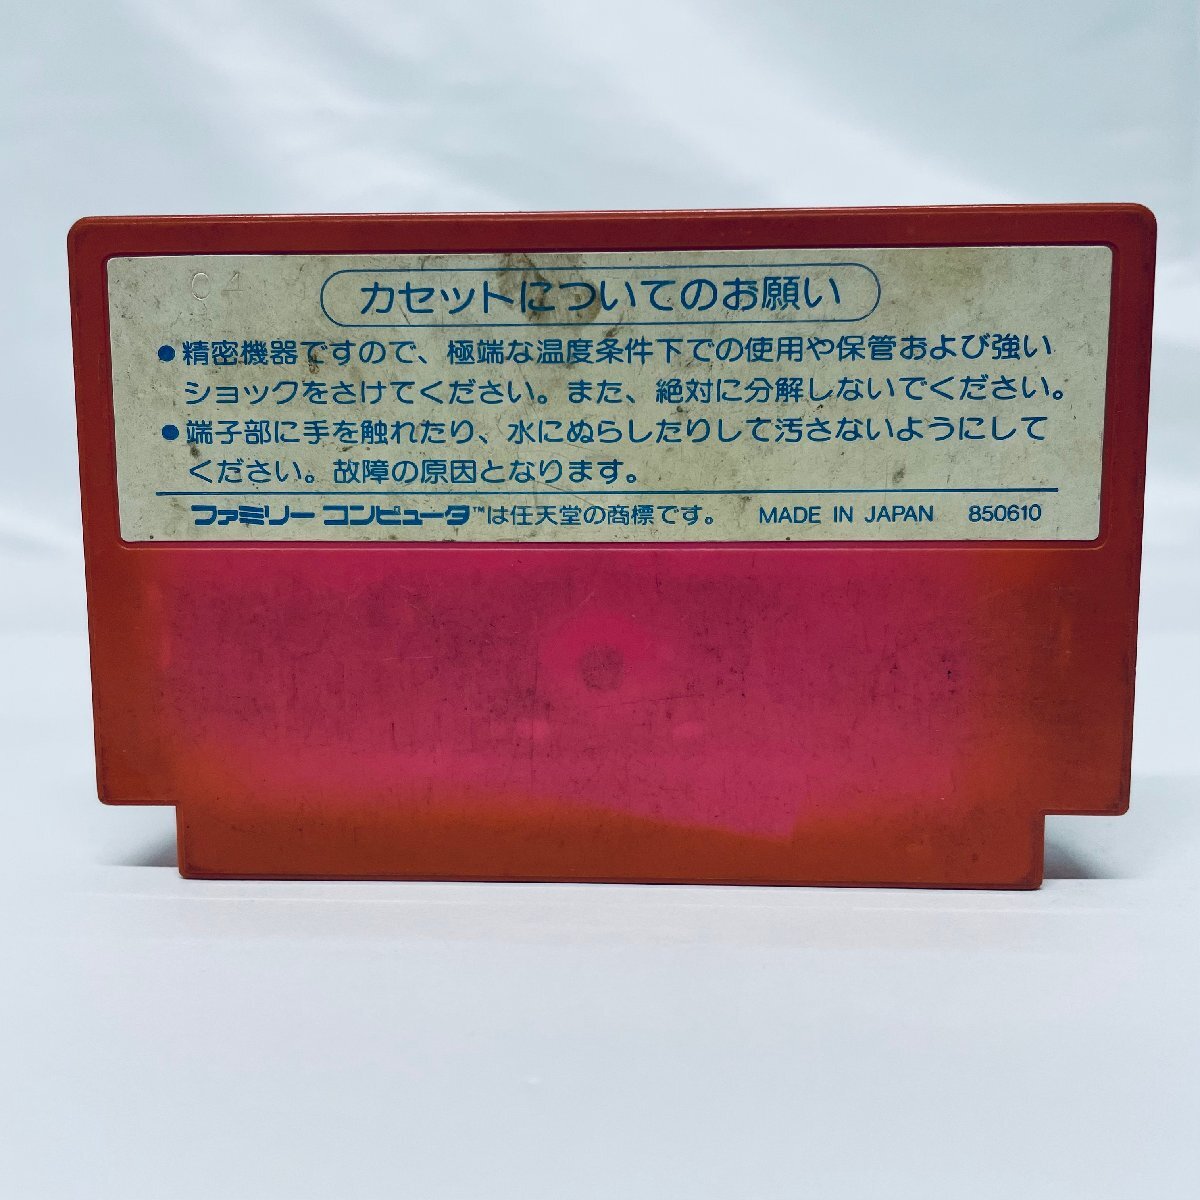 04
カセットについてのお願い
●精密機器ですので、極端な温度条件下での使用や保管および強い
ショックをさけてください。また、絶対に分解しないでください。
●端子部に手を触れたり、水にぬらしたりして汚さないようにして
ください。故障の原因となります。
ファミリーコンピュータ™は任天堂の商標です。 MADE IN JAPAN 850610